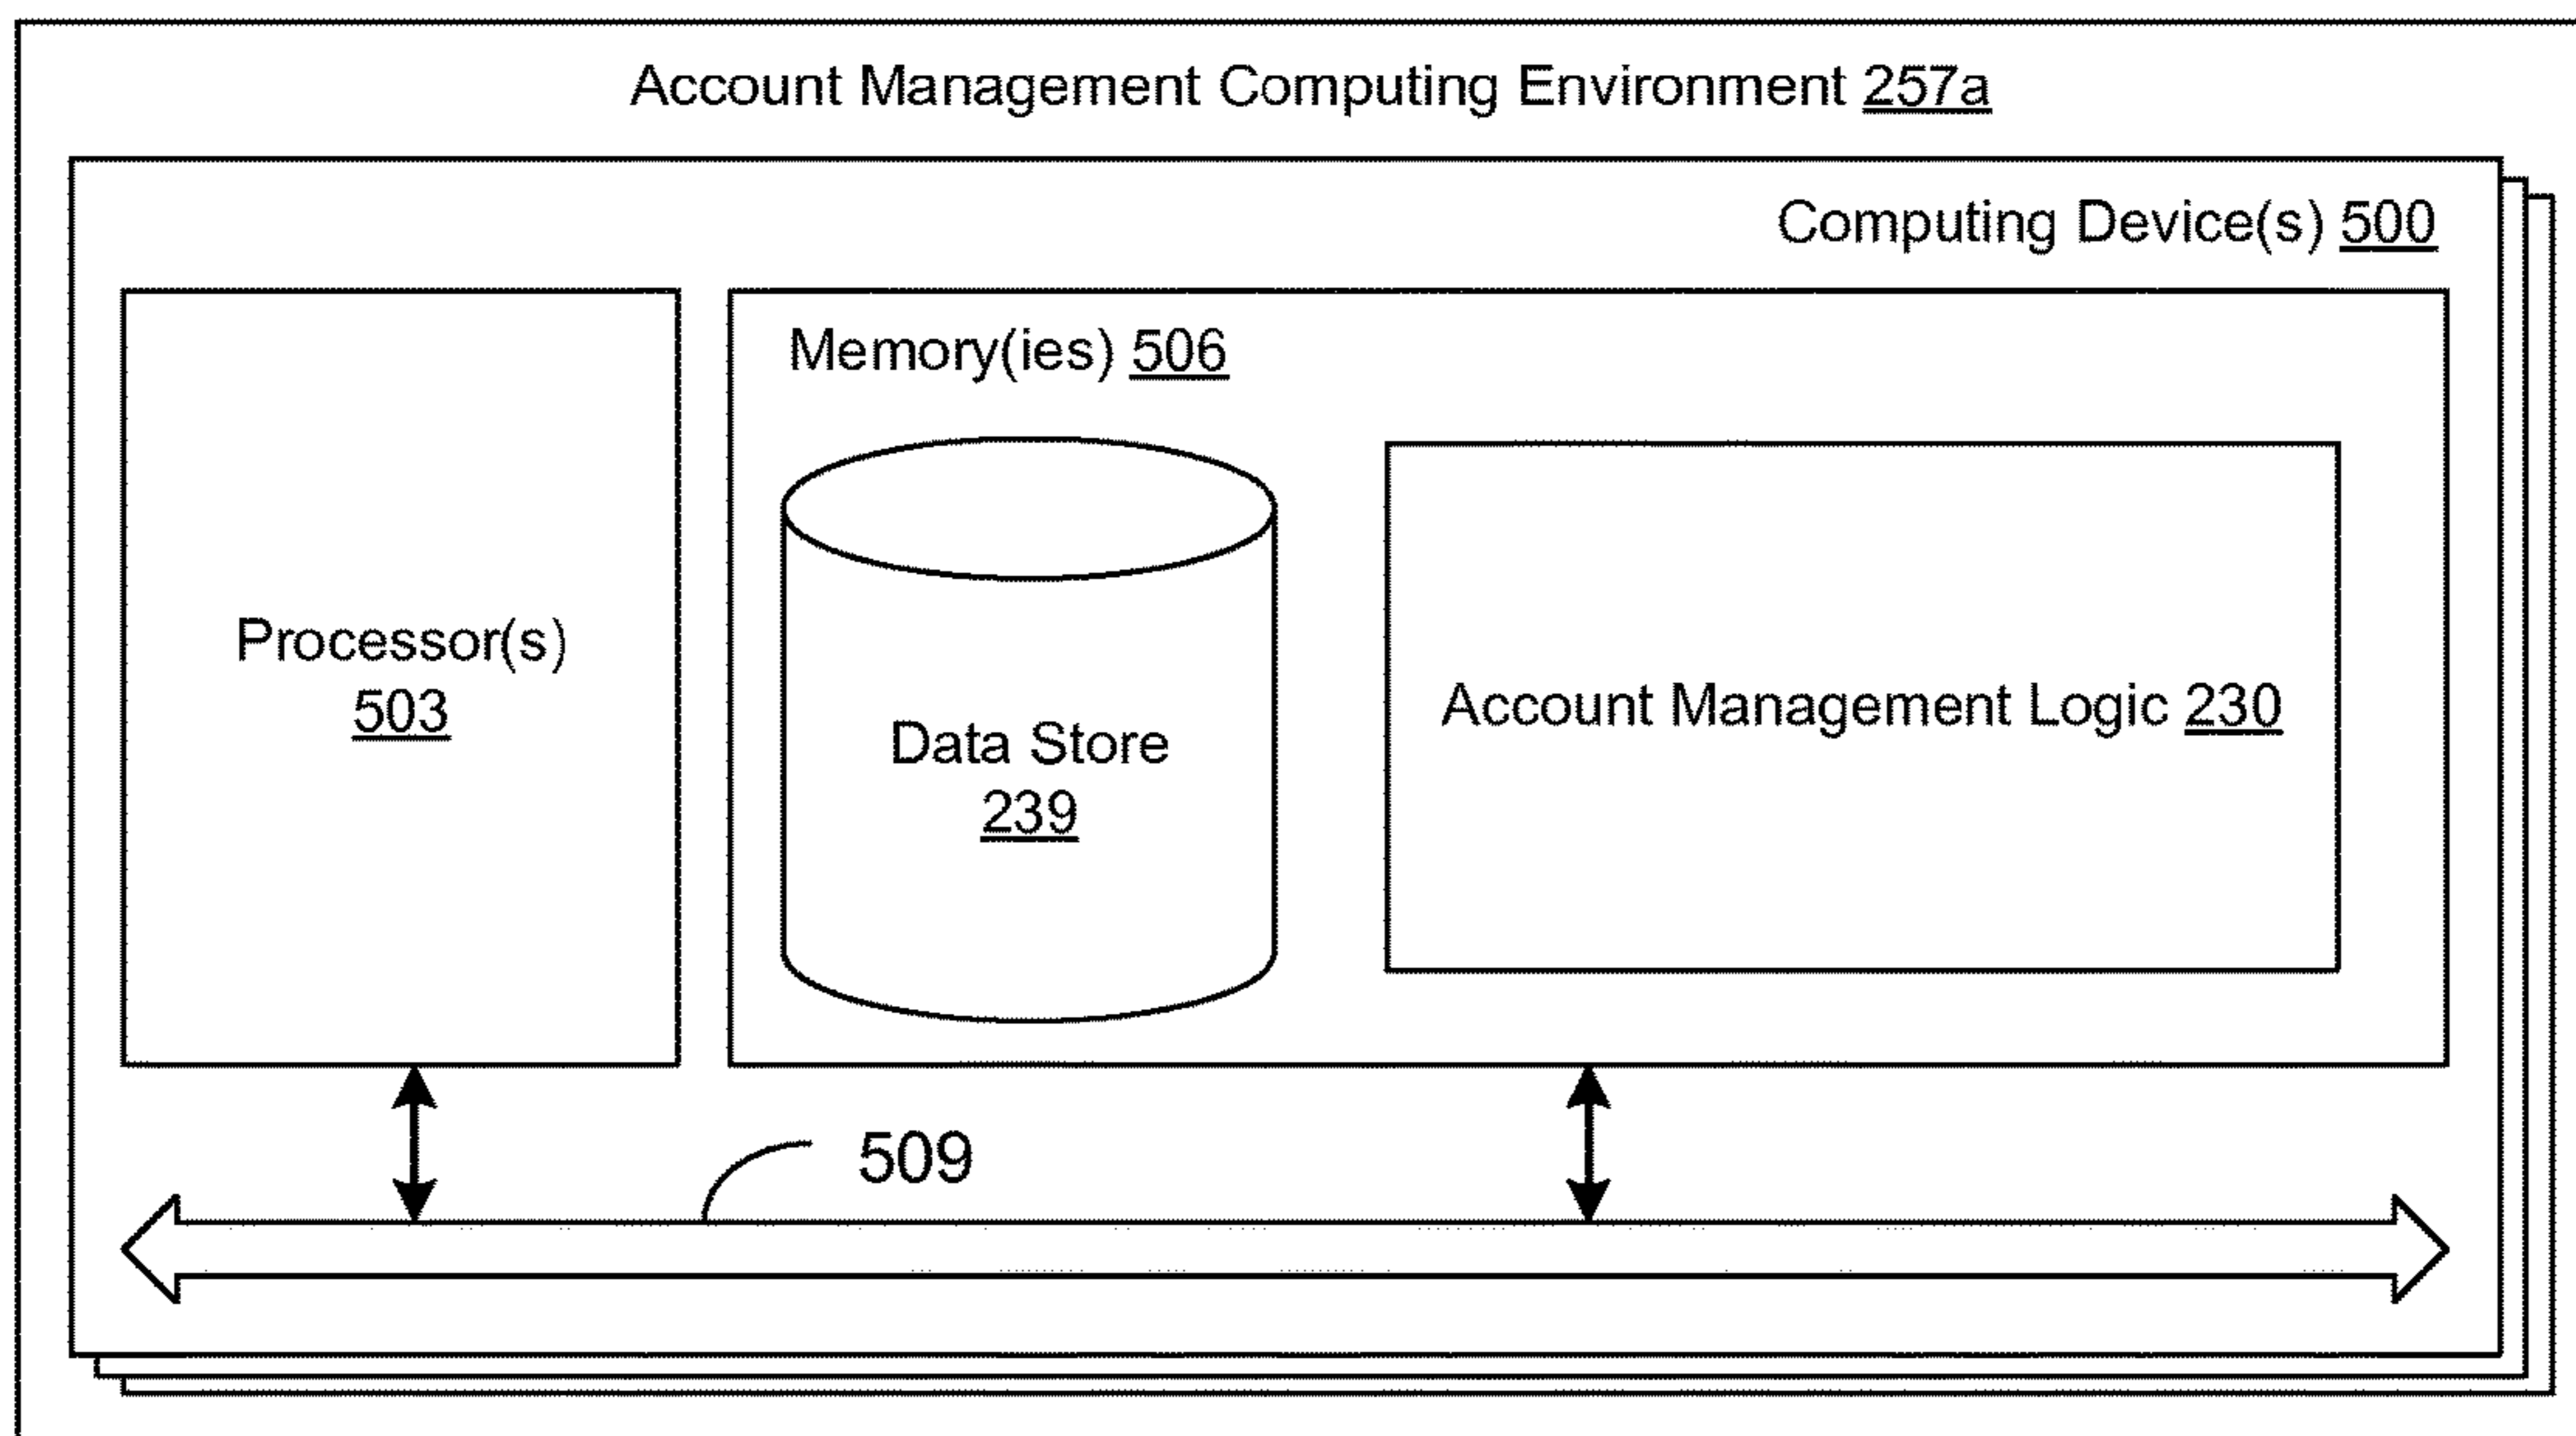 Account Management Computing Environment 257a
Computing Device(s) 500
Memory(ies) 506
Processor(s)
503
Data Store
239
Account Management Logic 230
509